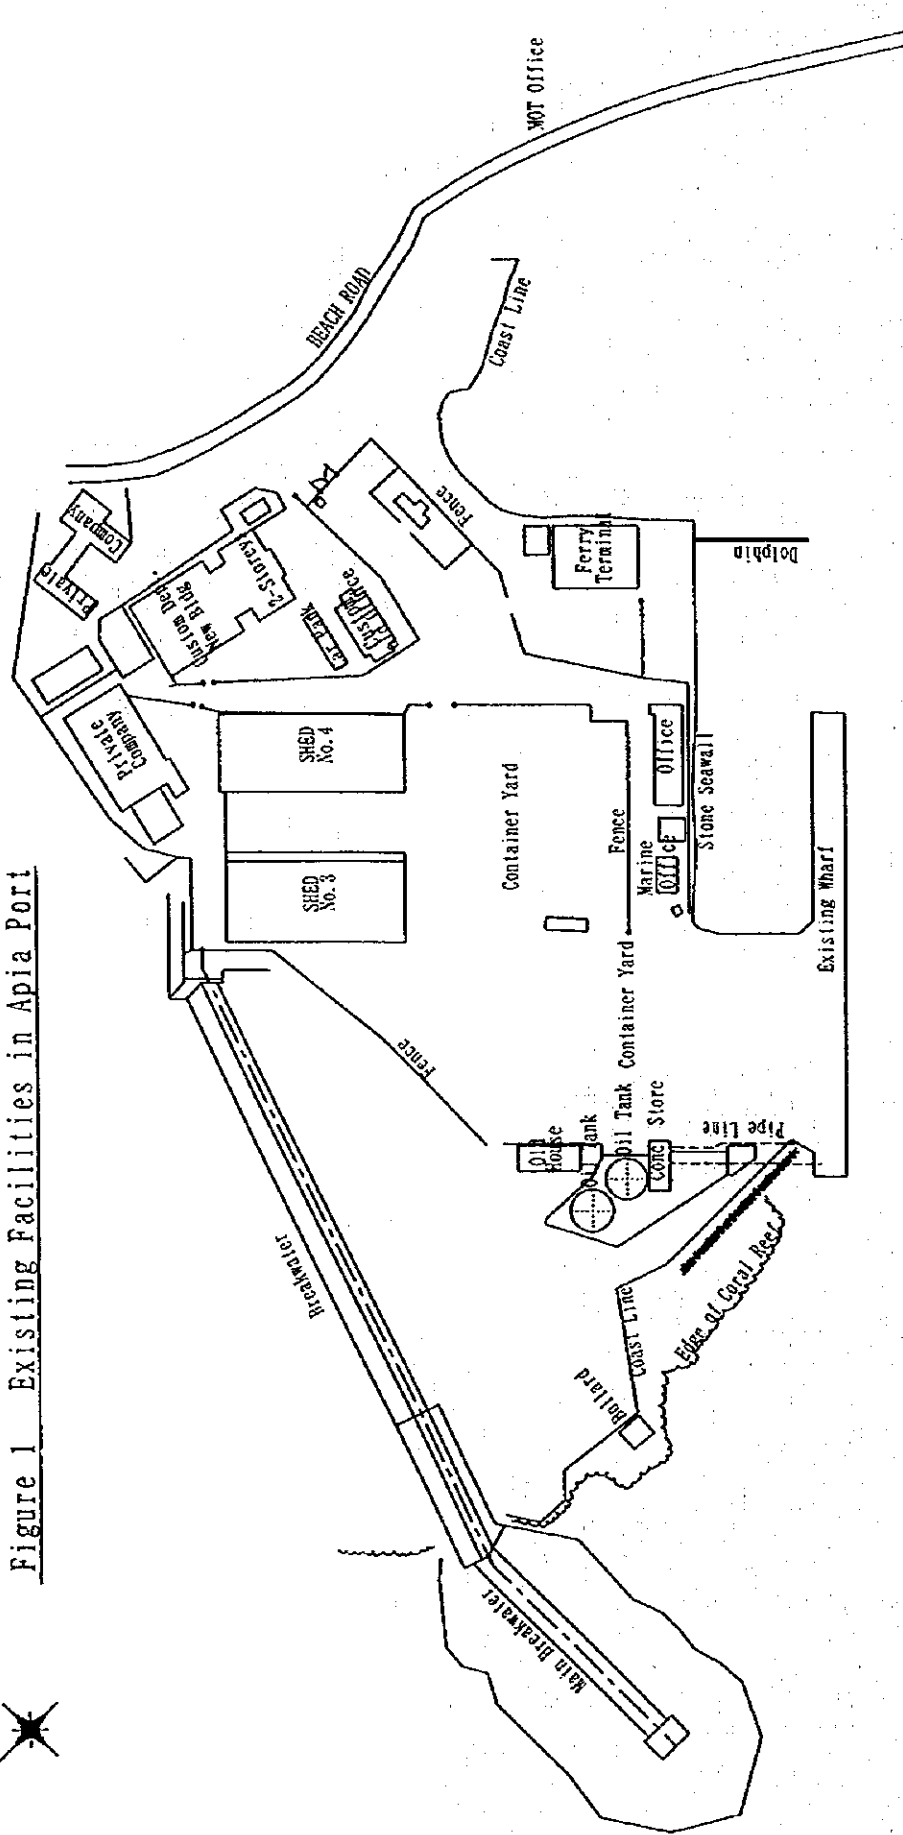 Figure 1 Existing Facilities in Apia Port
Breakwater
Main Breakwater
Private
Company
Private
Company
Custom Dep.
New Bldg
2-Storey
BEACH ROAD
MOT Office
SHED
No.3
SHED
No.4
Fence
Fence
Coast Line
Container Yard
Ferry
Terminal
Fence
Marine
Office
Office
Stone Seawall
Dolphin
House
Oil Tank
Container Yard
Conc
Store
Pipe Line
Existing Wharf
Bollard
Coast Line
Edge of Coral Reef